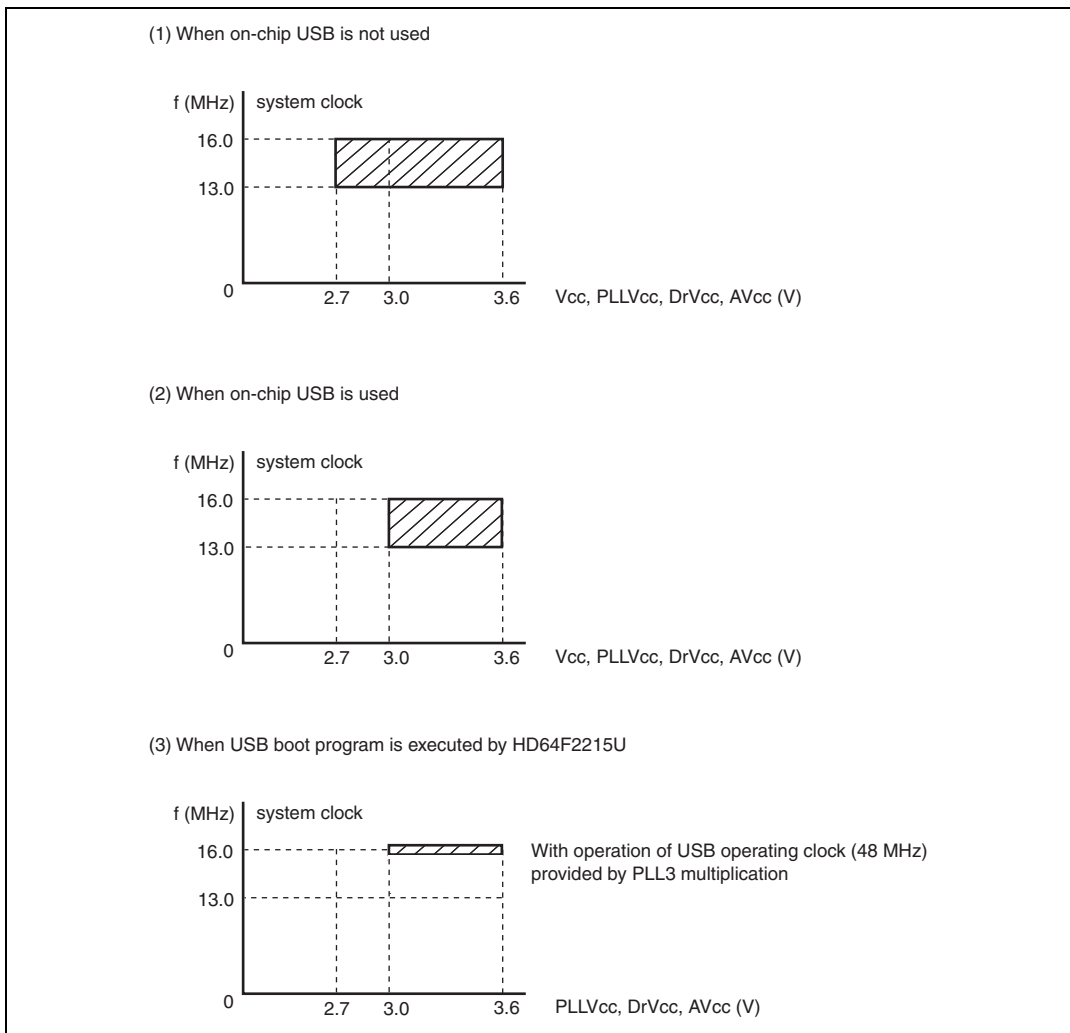 (1) When on-chip USB is not used
f (MHz) system clock
16.0
13.0
0
2.7 3.0 3.6 Vcc, PLLVcc, DrVcc, AVcc (V)
(2) When on-chip USB is used
f (MHz) system clock
16.0
13.0
0
2.7 3.0 3.6 Vcc, PLLVcc, DrVcc, AVcc (V)
(3) When USB boot program is executed by HD64F2215U
f (MHz) system clock
16.0 With operation of USB operating clock (48 MHz)
provided by PLL3 multiplication
13.0
0
2.7 3.0 3.6 PLLVcc, DrVcc, AVcc (V)